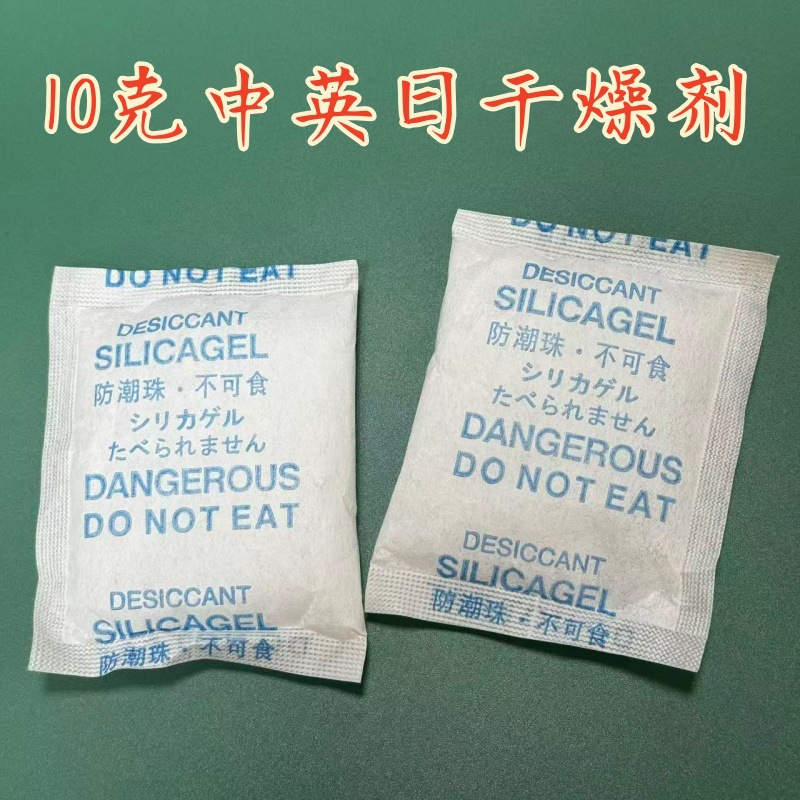 10克中英日干燥剂
DO NOT EAT
DESICCANT
SILICAGEL
防潮珠·不可食
シリカゲル
たべられません
DANGEROUS
DO NOT EAT
DESICCANT
SILICAGEL
防潮珠·不可食
DO NOT EAT
DESICCANT
SILICAGEL
防潮珠·不可食
シリカゲル
たべられません
DANGEROUS
DO NOT EAT
DESICCANT
SILICAGEL
防潮珠·不可食